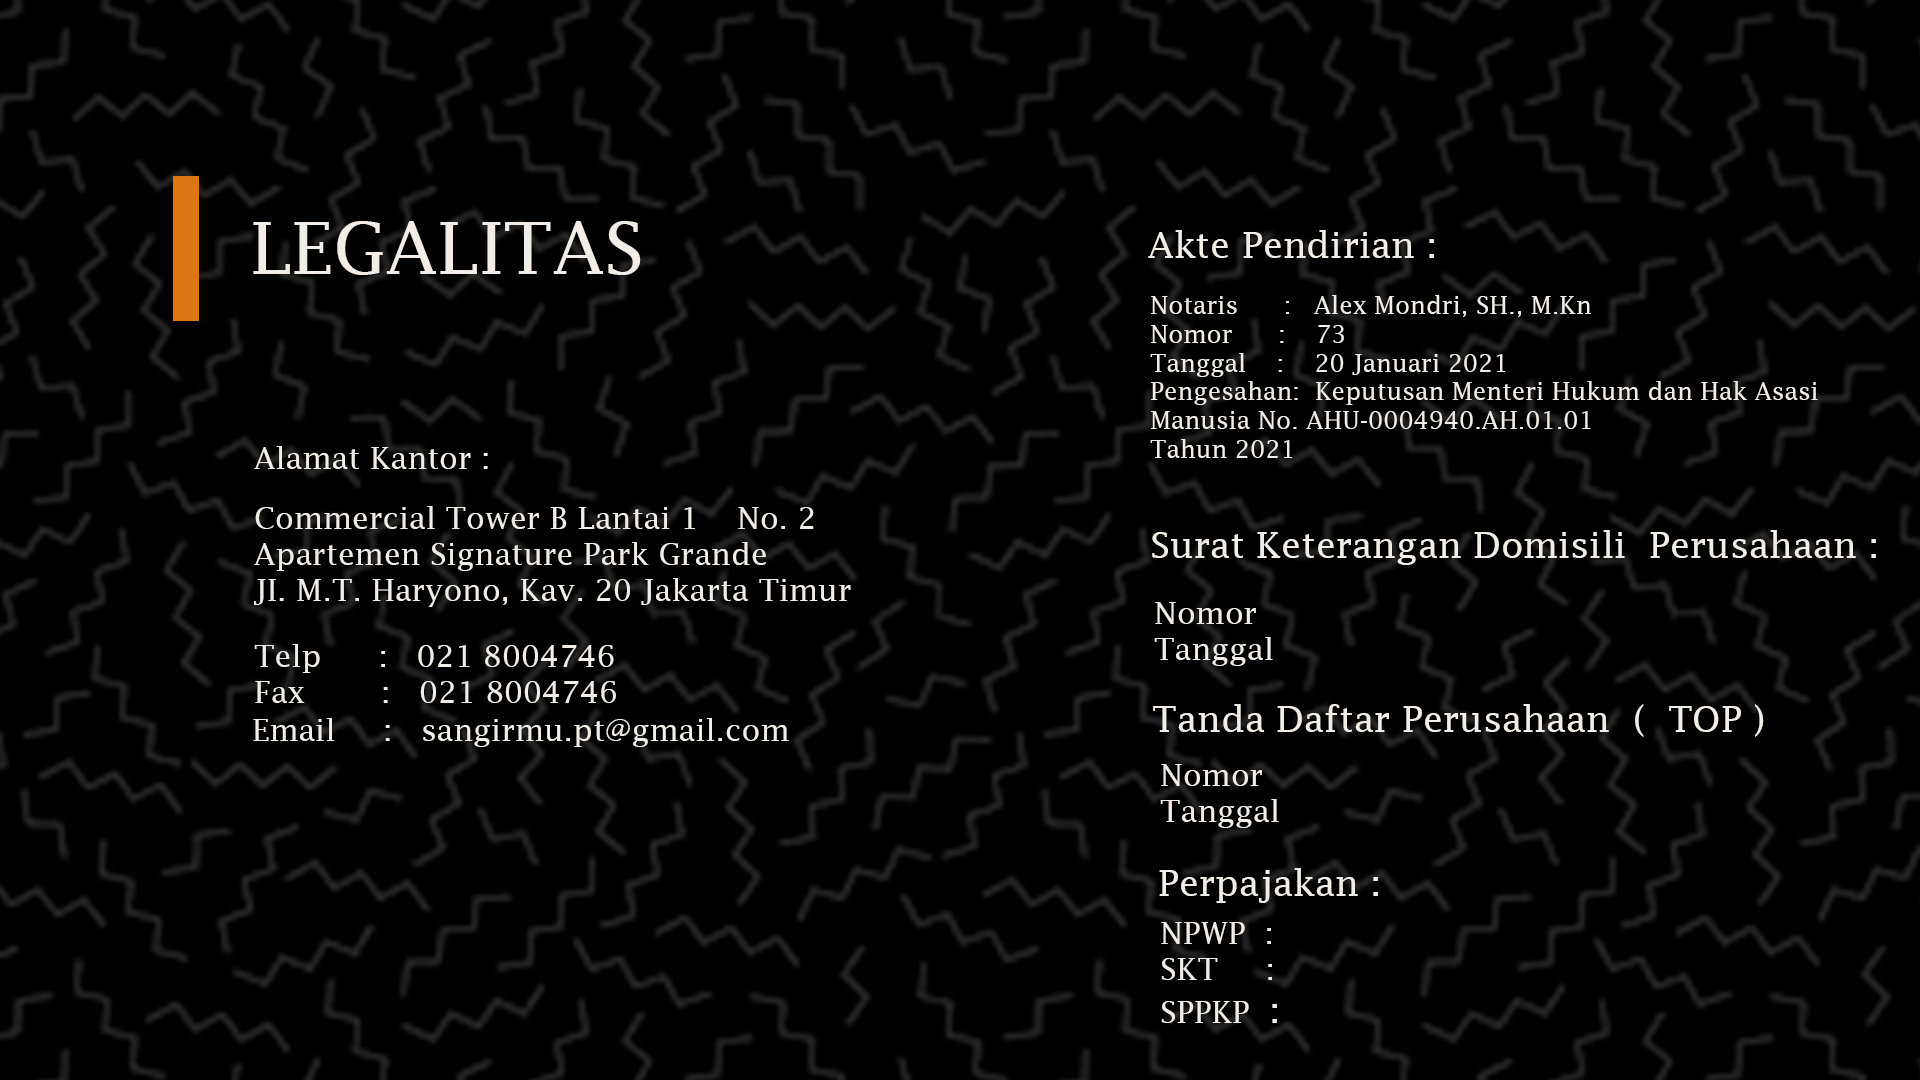 LEGALITAS
Alamat Kantor :
Commercial Tower B Lantai 1 No. 2
Apartemen Signature Park Grande
JI. M.T. Haryono, Kav. 20 Jakarta Timur
Telp : 021 8004746
Fax : 021 8004746
Email : sangirmu.pt@gmail.com
Akte Pendirian :
Notaris : Alex Mondri, SH., M.Kn
Nomor : 73
Tanggal : 20 Januari 2021
Pengesahan: Keputusan Menteri Hukum dan Hak Asasi
Manusia No. AHU-0004940.AH.01.01
Tahun 2021
Surat Keterangan Domisili Perusahaan :
Nomor
Tanggal
Tanda Daftar Perusahaan ( TOP )
Nomor
Tanggal
Perpajakan :
NPWP :
SKT :
SPPKP :